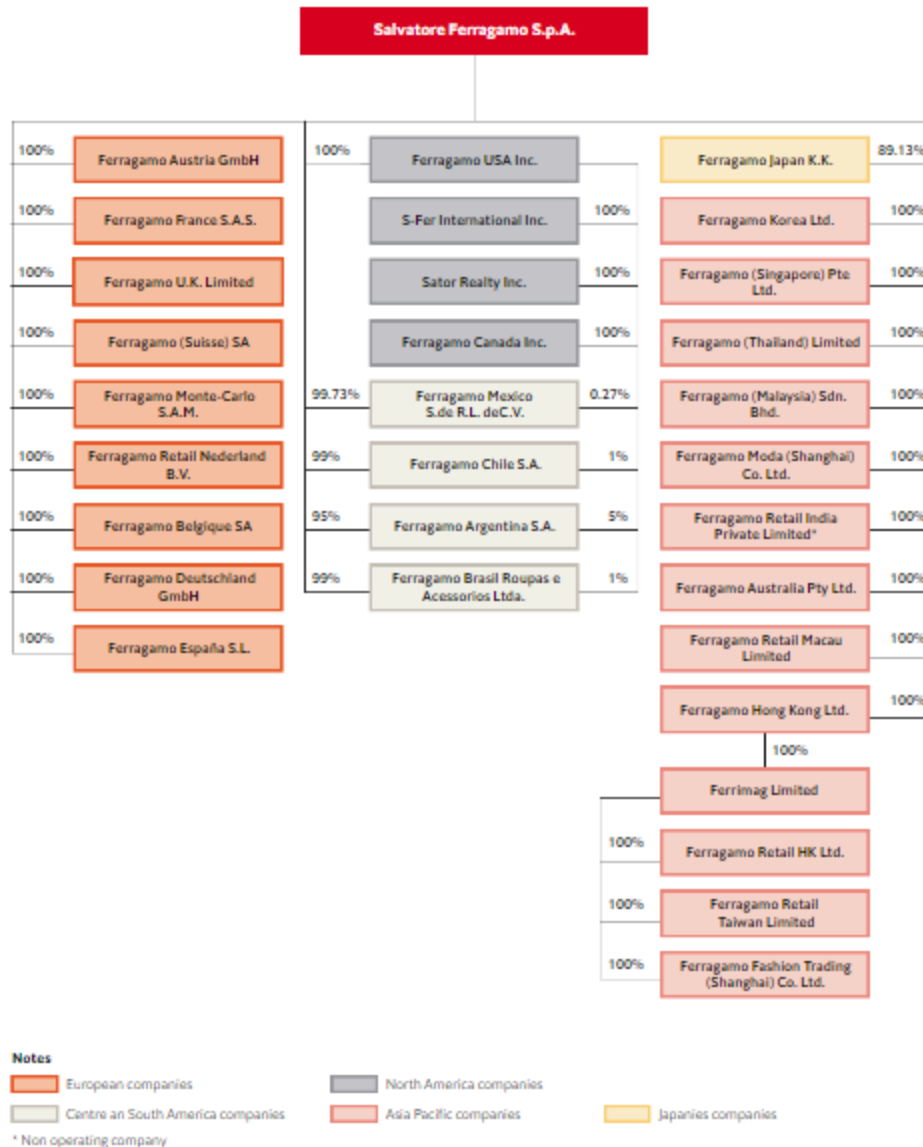 Salvatore Ferragamo S.p.A.
100%
Ferragamo Austria GmbH
100%
Ferragamo France S.A.S.
100%
Ferragamo U.K. Limited
100%
Ferragamo (Suisse) SA
100%
Ferragamo Monte-Carlo
S.A.M.
100%
Ferragamo Retail Nederland
B.V.
100%
Ferragamo Belgique SA
100%
Ferragamo Deutschland
GmbH
100%
Ferragamo España S.L.
100%
Ferragamo USA Inc.
S-Fer International Inc.
100%
Sator Realty Inc.
100%
Ferragamo Canada Inc.
100%
99.73%
Ferragamo Mexico
S.de R.L. deC.V.
0.27%
99%
Ferragamo Chile S.A.
1%
95%
Ferragamo Argentina S.A.
5%
99%
Ferragamo Brasil Roupas e
Acessorios Ltda.
1%
Ferragamo Japan K.K.
89.13%
Ferragamo Korea Ltd.
100%
Ferragamo (Singapore) Pte
Ltd.
100%
Ferragamo (Thailand) Limited
100%
Ferragamo (Malaysia) Sdn.
Bhd.
100%
Ferragamo Moda (Shanghai)
Co. Ltd.
100%
Ferragamo Retail India
Private Limited*
100%
Ferragamo Australia Pty Ltd.
100%
Ferragamo Retail Macau
Limited
100%
Ferragamo Hong Kong Ltd.
100%
100%
Ferrimag Limited
100%
Ferragamo Retail HK Ltd.
100%
Ferragamo Retail
Taiwan Limited
100%
Ferragamo Fashion Trading
(Shanghai) Co. Ltd.
Notes
European companies
North America companies
Centre an South America companies
Asia Pacific companies
Japanies companies
* Non operating company